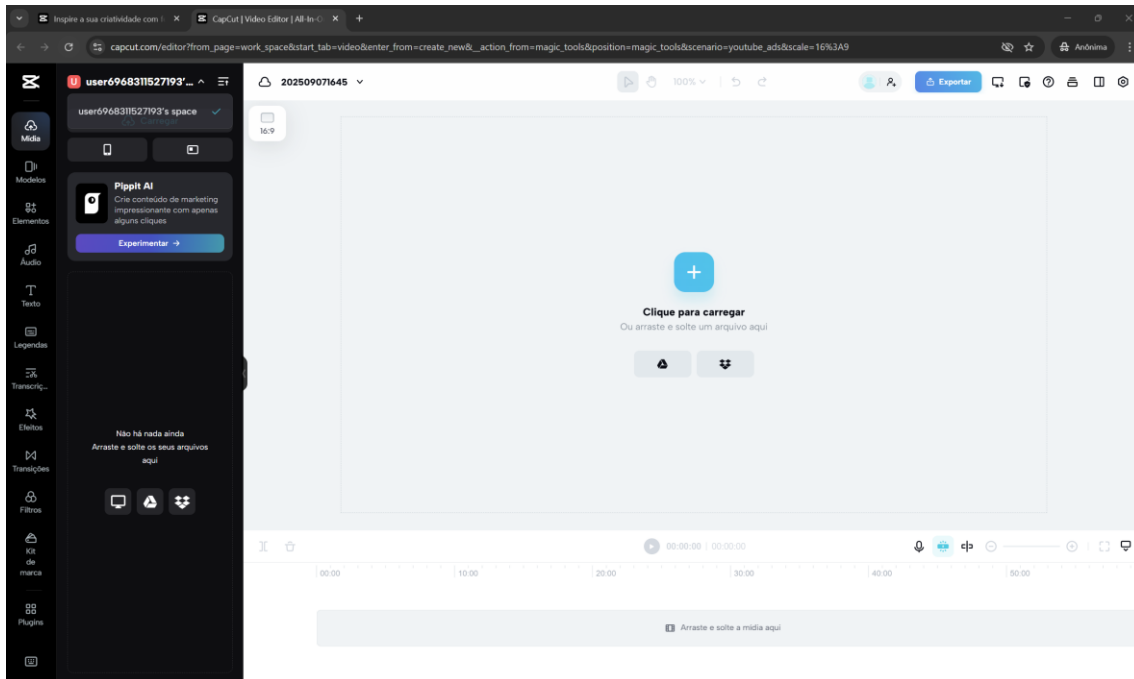 Inspire a sua criatividade com
CapCut | Video Editor | All-In-O
capcut.com/editor?from_page=work_space&start_tab=video&enter_from=create_new&__action_from=magic_tools&position=magic_tools&scenario=youtube_ads&scale=16%3A9
Anônima
U user6968311527193'...
202509071645
100%
Exportar
user6968311527193's space
Carregar
16:9
Mídia
Modelos
Elementos
Áudio
Texto
Legendas
Transcriç...
Efeitos
Transições
Filtros
Kit
de
marca
Plugins
Pippit AI
Crie conteúdo de marketing
impressionante com apenas
alguns cliques
Experimentar →
Não há nada ainda
Arraste e solte os seus arquivos
aqui
Clique para carregar
Ou arraste e solte um arquivo aqui
00:00:00 | 00:00:00
00:00 10:00 20:00 30:00 40:00 50:00
Arraste e solte a mídia aqui